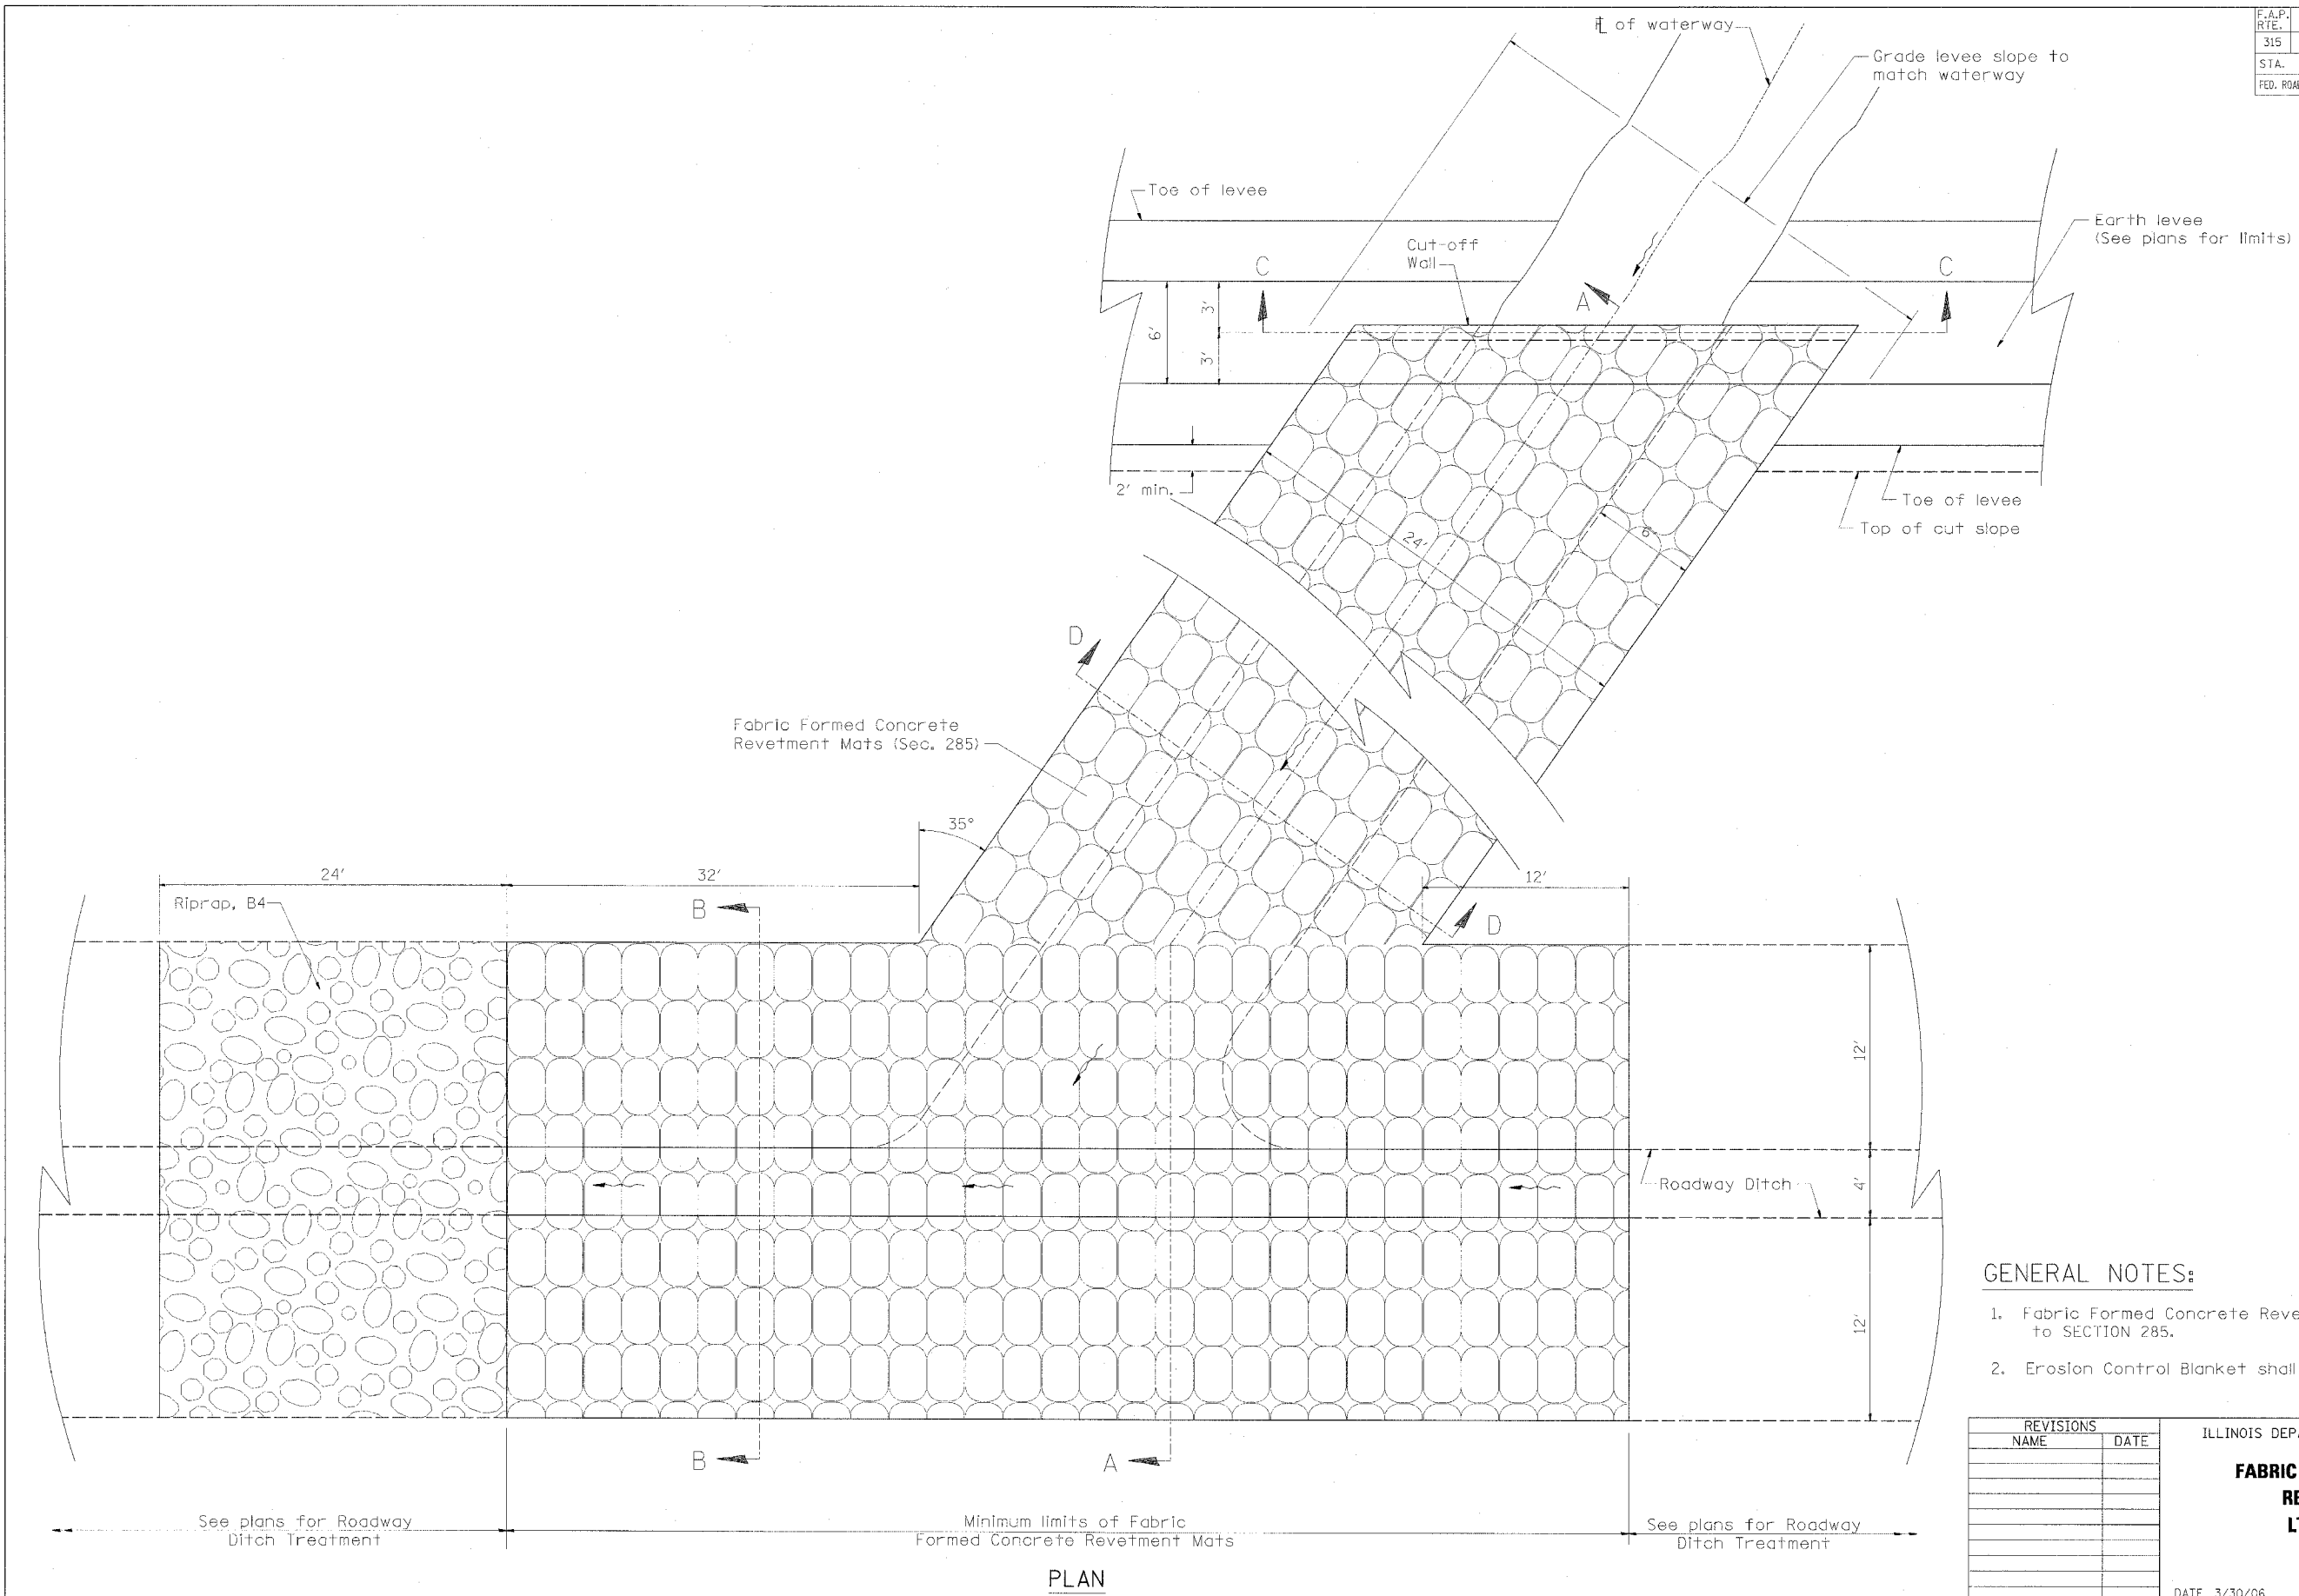 F.A.P.
RTE.
315
STA.
℄ of waterway
Grade levee slope to
match waterway
Toe of levee
Earth levee
(See plans for limits)
Cut-off
Wall
C
C
A
6'
3'
3'
2' min.
Toe of levee
Top of cut slope
24'
6'
D
Fabric Formed Concrete
Revetment Mats (Sec. 285)
35°
24'
32'
12'
Riprap, B4
B
D
12'
Roadway Ditch
4'
12'
B
A
See plans for Roadway
Ditch Treatment
Minimum limits of Fabric
Formed Concrete Revetment Mats
See plans for Roadway
Ditch Treatment
PLAN
GENERAL NOTES:
1. Fabric Formed Concrete Reve
to SECTION 285.
2. Erosion Control Blanket shall
REVISIONS
NAME DATE
ILLINOIS DEP
FABRIC
RE
DATE 3/30/06